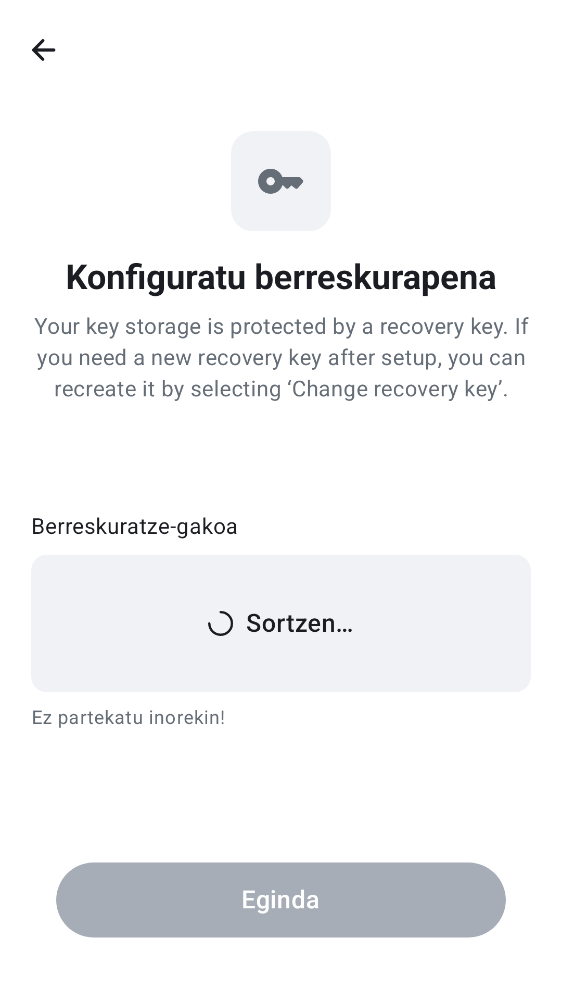 Konfiguratu berreskurapena
Your key storage is protected by a recovery key. If
you need a new recovery key after setup, you can
recreate it by selecting ‘Change recovery key’.
Berreskuratze-gakoa
Sortzen…
Ez partekatu inorekin!
Eginda